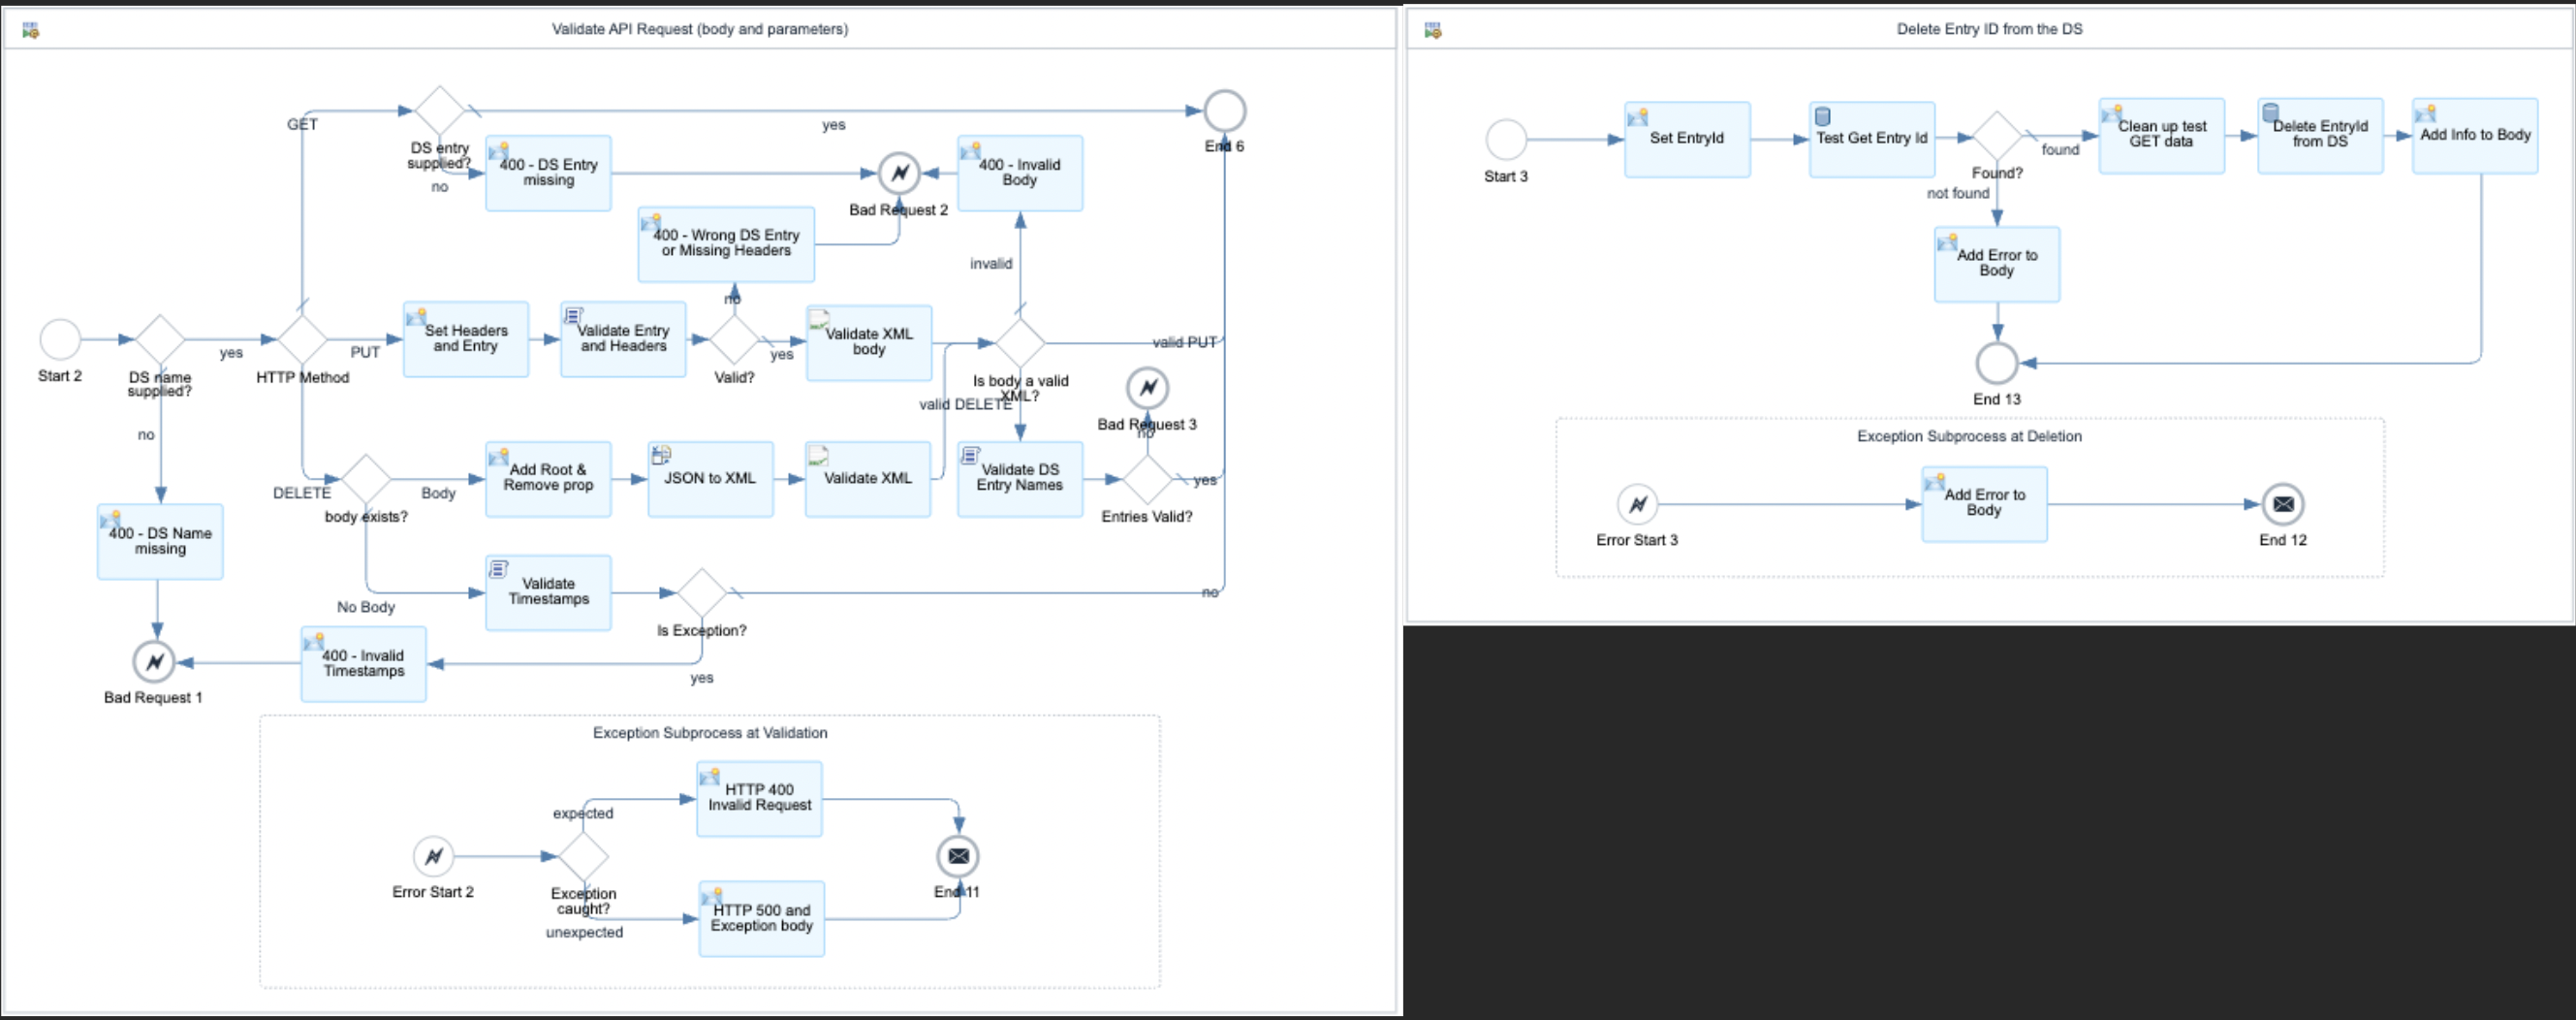 Validate API Request (body and parameters)
GET
DS entry
supplied?
no
yes
400 - DS Entry
missing
Bad Request 2
400 - Invalid
Body
End 6
400 - Wrong DS Entry
or Missing Headers
invalid
no
Start 2
DS name
supplied?
yes
HTTP Method
PUT
Set Headers
and Entry
Validate Entry
and Headers
Valid?
yes
Validate XML
body
Is body a valid
XML?
valid PUT
valid DELETE
Bad Request 3
no
no
DELETE
body exists?
Body
Add Root &
Remove prop
JSON to XML
Validate XML
Validate DS
Entry Names
Entries Valid?
yes
400 - DS Name
missing
No Body
Validate
Timestamps
Is Exception?
no
yes
400 - Invalid
Timestamps
Bad Request 1
Exception Subprocess at Validation
Error Start 2
expected
Exception
caught?
unexpected
HTTP 400
Invalid Request
HTTP 500 and
Exception body
End 11
Delete Entry ID from the DS
Start 3
Set EntryId
Test Get Entry Id
Found?
found
not found
Clean up test
GET data
Delete EntryId
from DS
Add Info to Body
Add Error to
Body
End 13
Exception Subprocess at Deletion
Error Start 3
Add Error to
Body
End 12